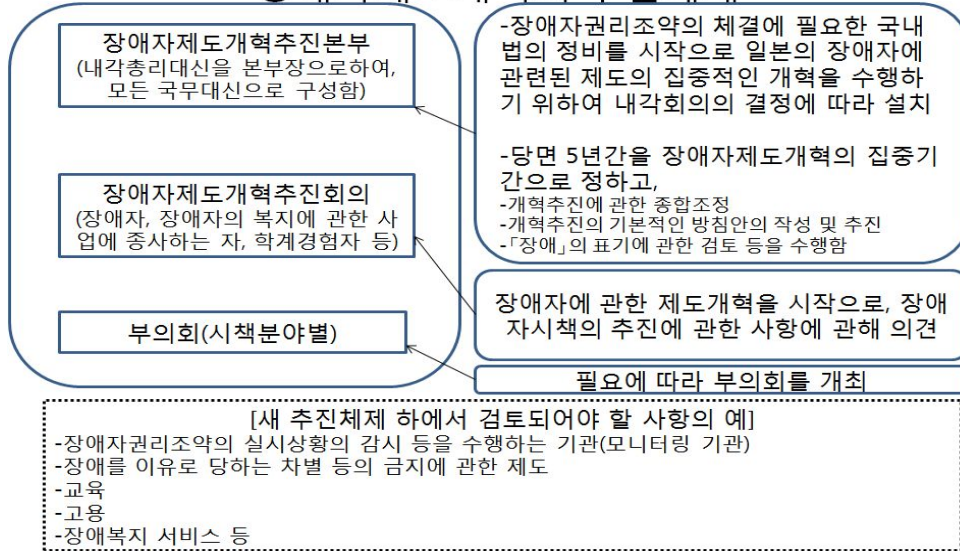 장애자제도개혁추진본부
(내각총리대신을 본부장으로하여,
모든 국무대신으로 구성함)
-장애자권리조약의 체결에 필요한 국내
법의 정비를 시작으로 일본의 장애자에
관련된 제도의 집중적인 개혁을 수행하
기 위하여 내각회의의 결정에 따라 설치
-당면 5년간을 장애자제도개혁의 집중기
간으로 정하고,
-개혁추진에 관한 종합조정
-개혁추진의 기본적인 방침안의 작성 및 추진
-「장애」의 표기에 관한 검토 등을 수행함
장애자제도개혁추진회의
(장애자, 장애자의 복지에 관한 사
업에 종사하는 자, 학계경험자 등)
장애자에 관한 제도개혁을 시작으로, 장애
자시책의 추진에 관한 사항에 관해 의견
부의회(시책분야별)
필요에 따라 부의회를 개최
[새 추진체제 하에서 검토되어야 할 사항의 예]
-장애자권리조약의 실시상황의 감시 등을 수행하는 기관(모니터링 기관)
-장애를 이유로 당하는 차별 등의 금지에 관한 제도
-교육
-고용
-장애복지 서비스 등